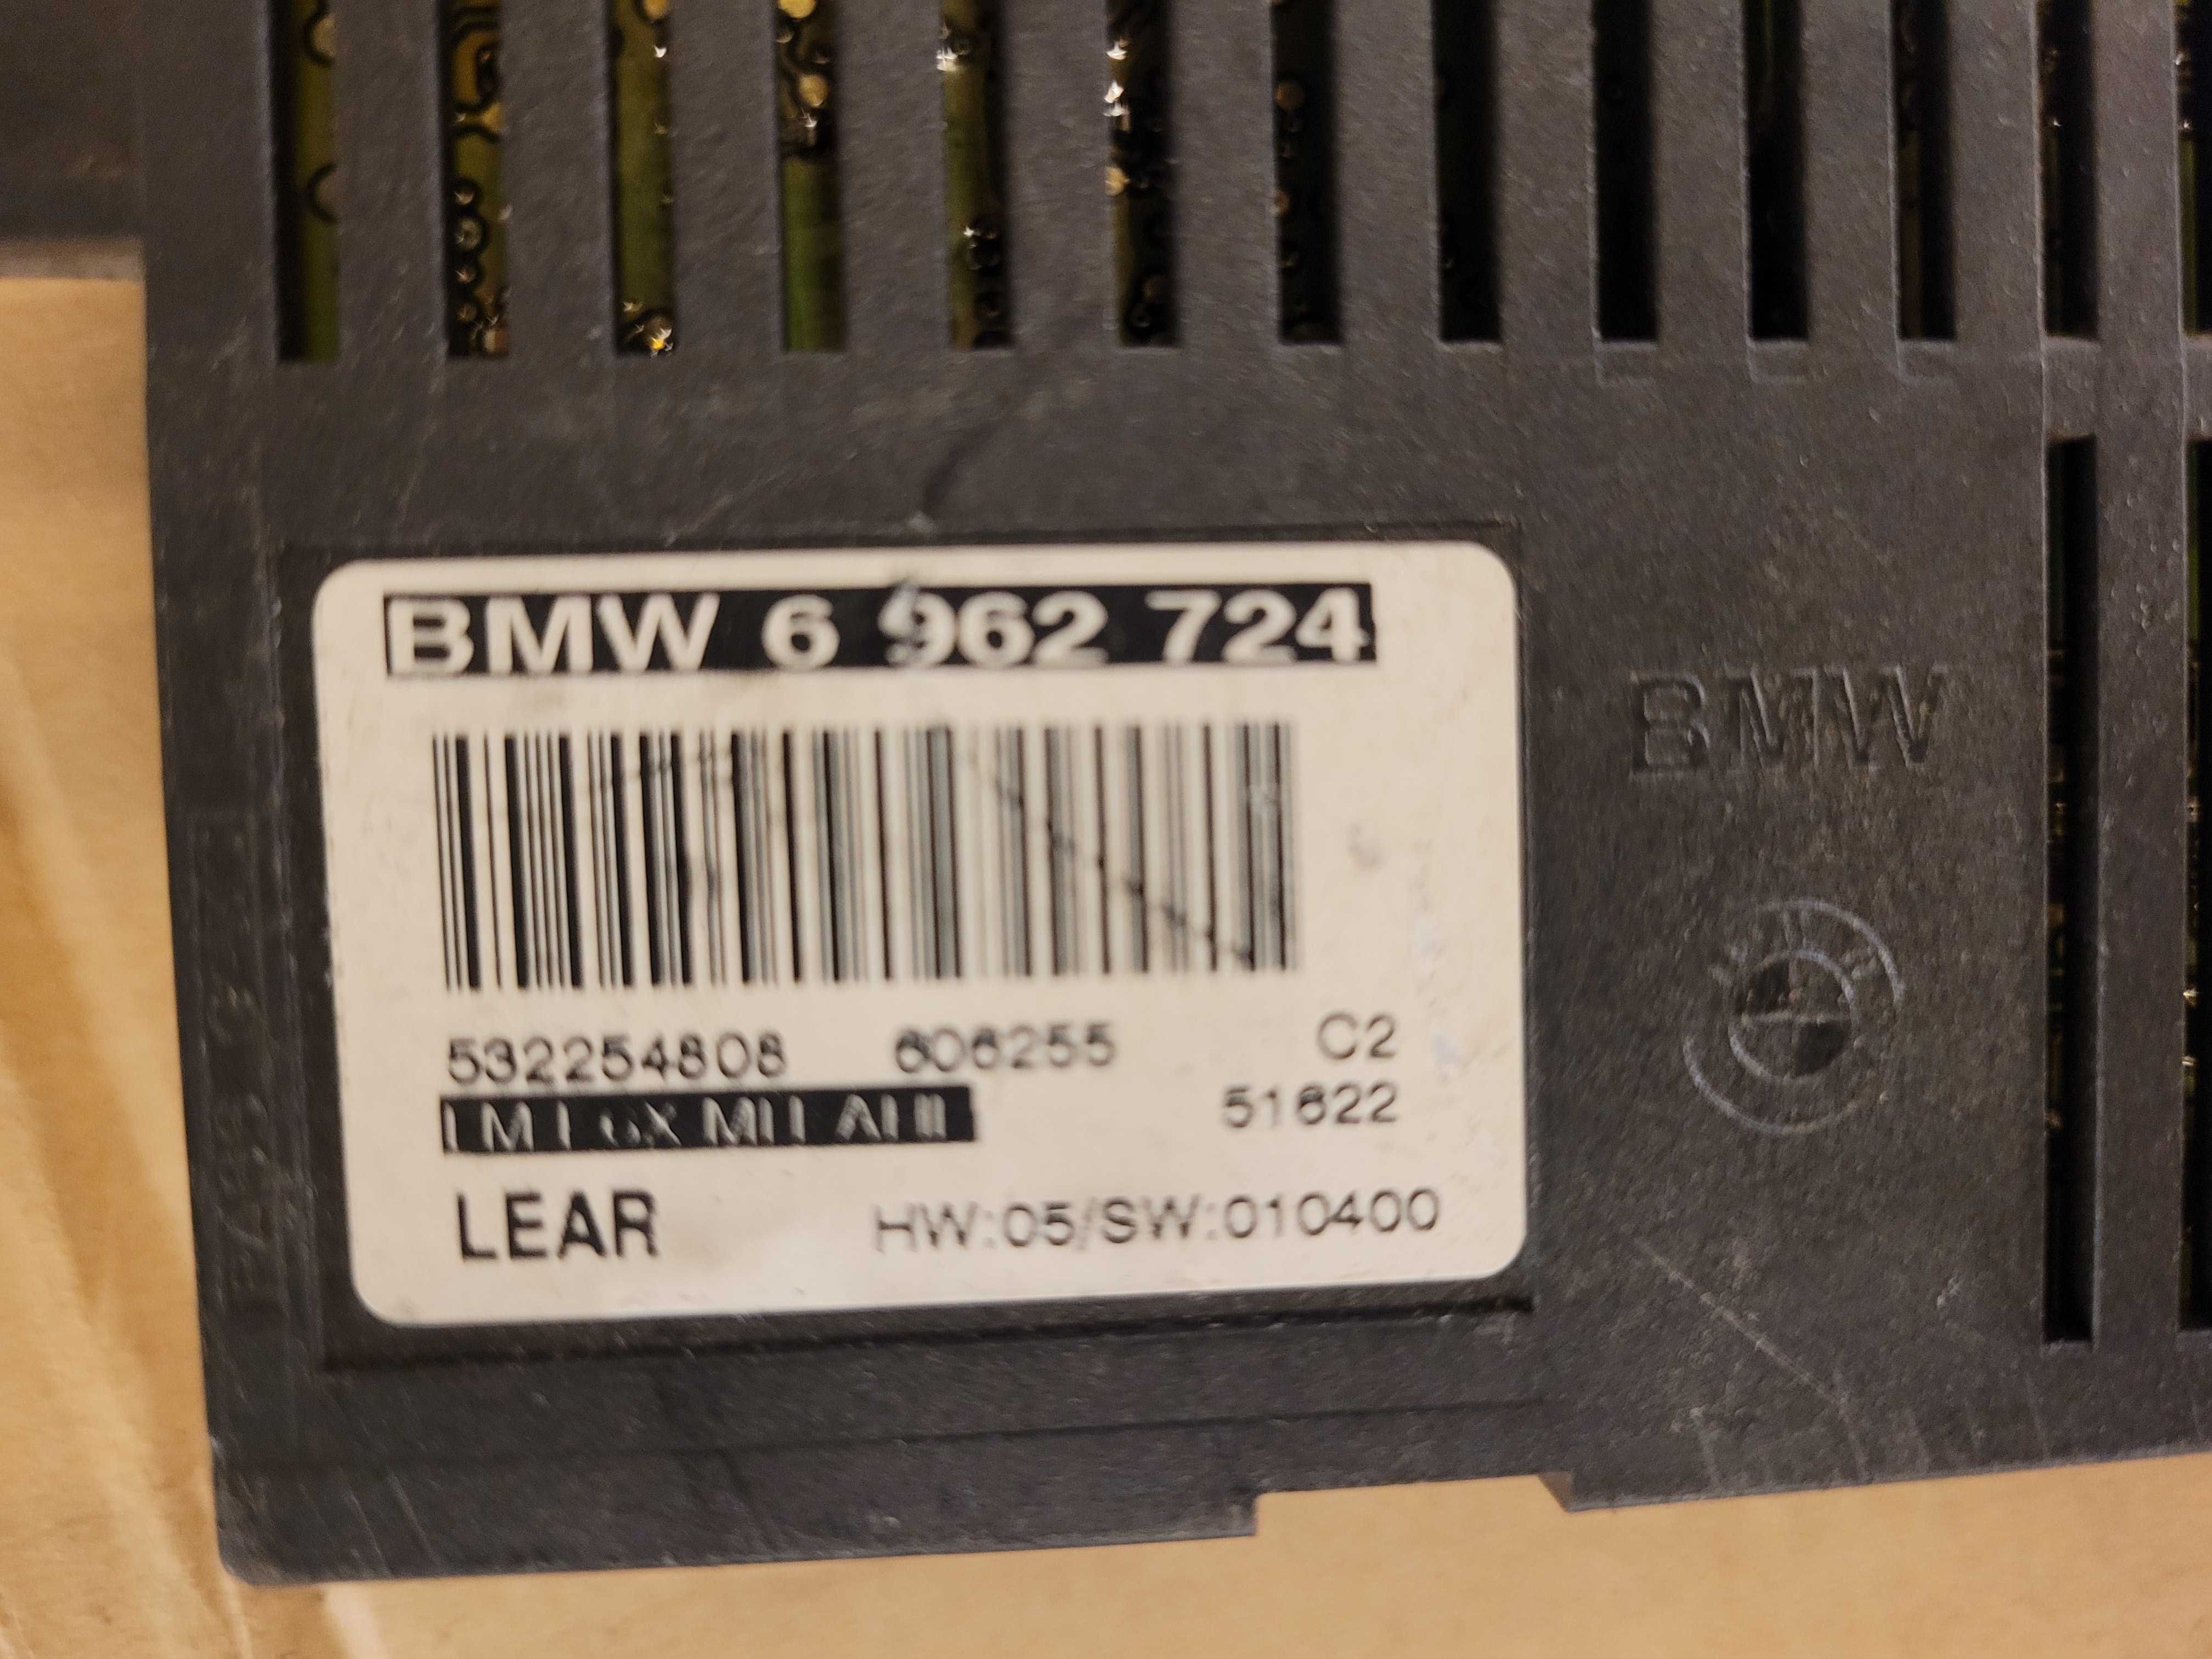 BMW 6 962 724
BMW
532254808 606255 C2
51622
LEAR HW:05/SW:010400